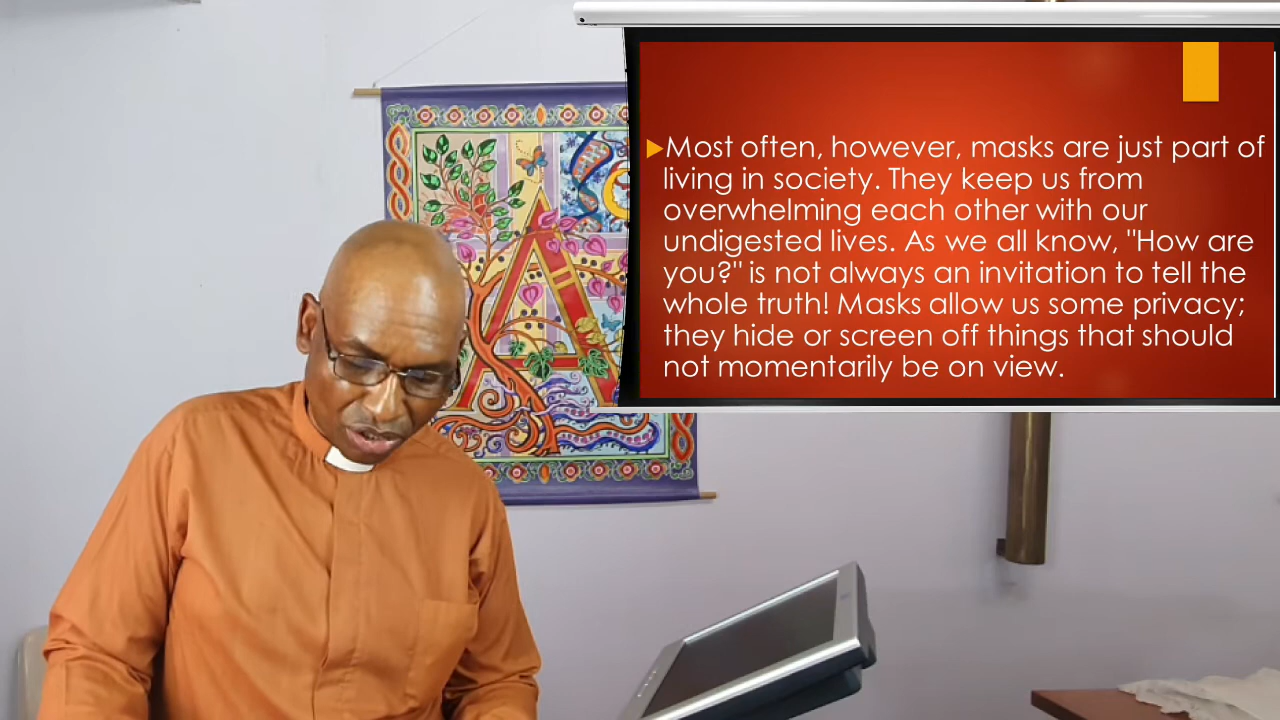 Most often, however, masks are just part of
living in society. They keep us from
overwhelming each other with our
undigested lives. As we all know, "How are
you?" is not always an invitation to tell the
whole truth! Masks allow us some privacy;
they hide or screen off things that should
not momentarily be on view.